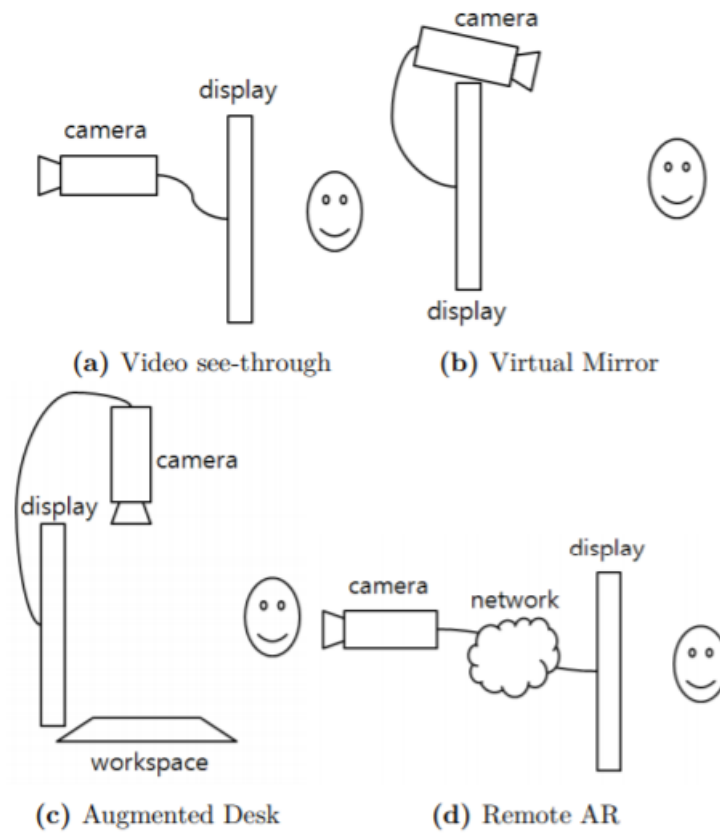 camera
display
camera
display
(a) Video see-through
(b) Virtual Mirror
camera
display
workspace
camera
network
display
(c) Augmented Desk
(d) Remote AR